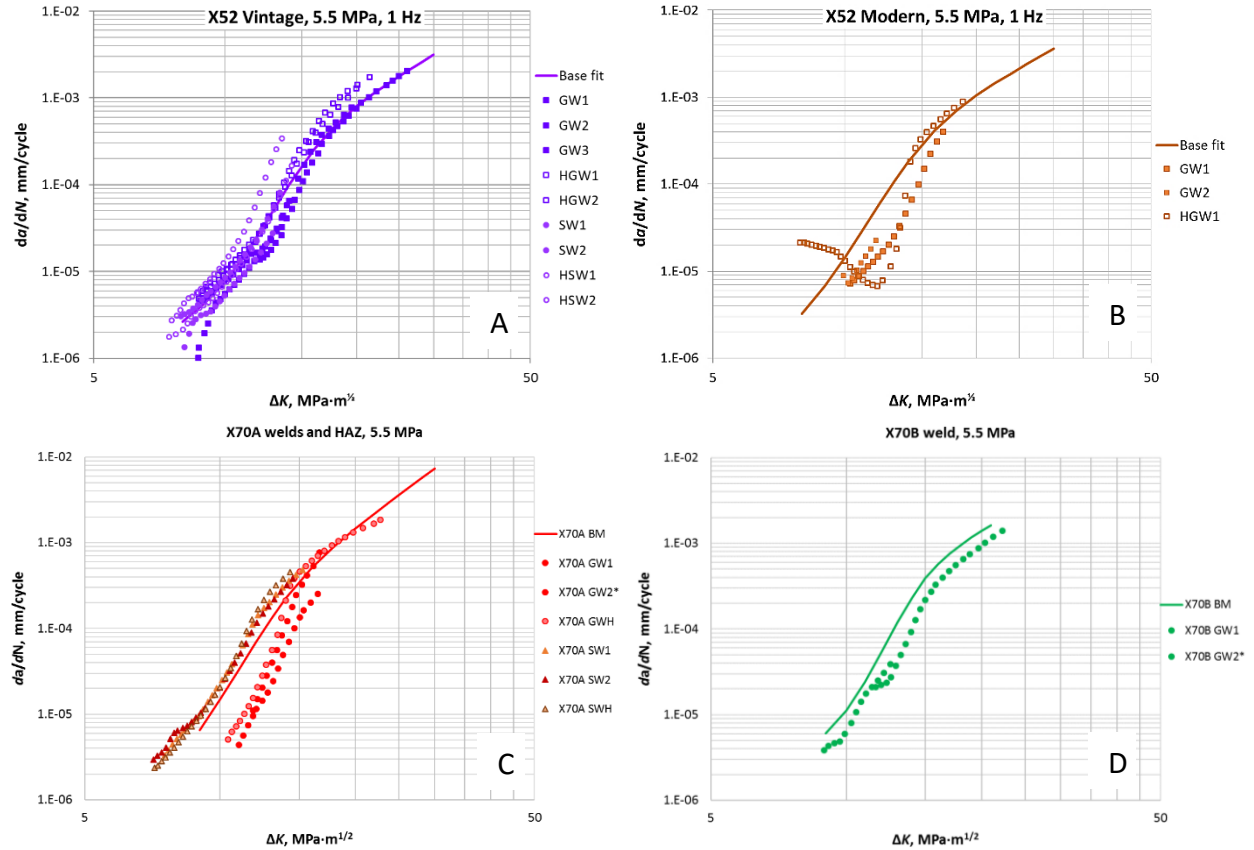 X52 Vintage, 5.5 MPa, 1 Hz
1.E-02
1.E-03
1.E-04
1.E-05
1.E-06
da/dN, mm/cycle
5
50
ΔK, MPa·m½
Base fit
GW1
GW2
GW3
HGW1
HGW2
SW1
SW2
HSW1
HSW2
A
X52 Modern, 5.5 MPa, 1 Hz
1.E-02
1.E-03
1.E-04
1.E-05
1.E-06
da/dN, mm/cycle
5
50
ΔK, MPa·m½
Base fit
GW1
GW2
HGW1
B
X70A welds and HAZ, 5.5 MPa
1.E-02
1.E-03
1.E-04
1.E-05
1.E-06
da/dN, mm/cycle
5
50
ΔK, MPa·m1/2
X70A BM
X70A GW1
X70A GW2*
X70A GWH
X70A SW1
X70A SW2
X70A SWH
C
X70B weld, 5.5 MPa
1.E-02
1.E-03
1.E-04
1.E-05
1.E-06
da/dN, mm/cycle
5
50
ΔK, MPa·m1/2
X70B BM
X70B GW1
X70B GW2*
D